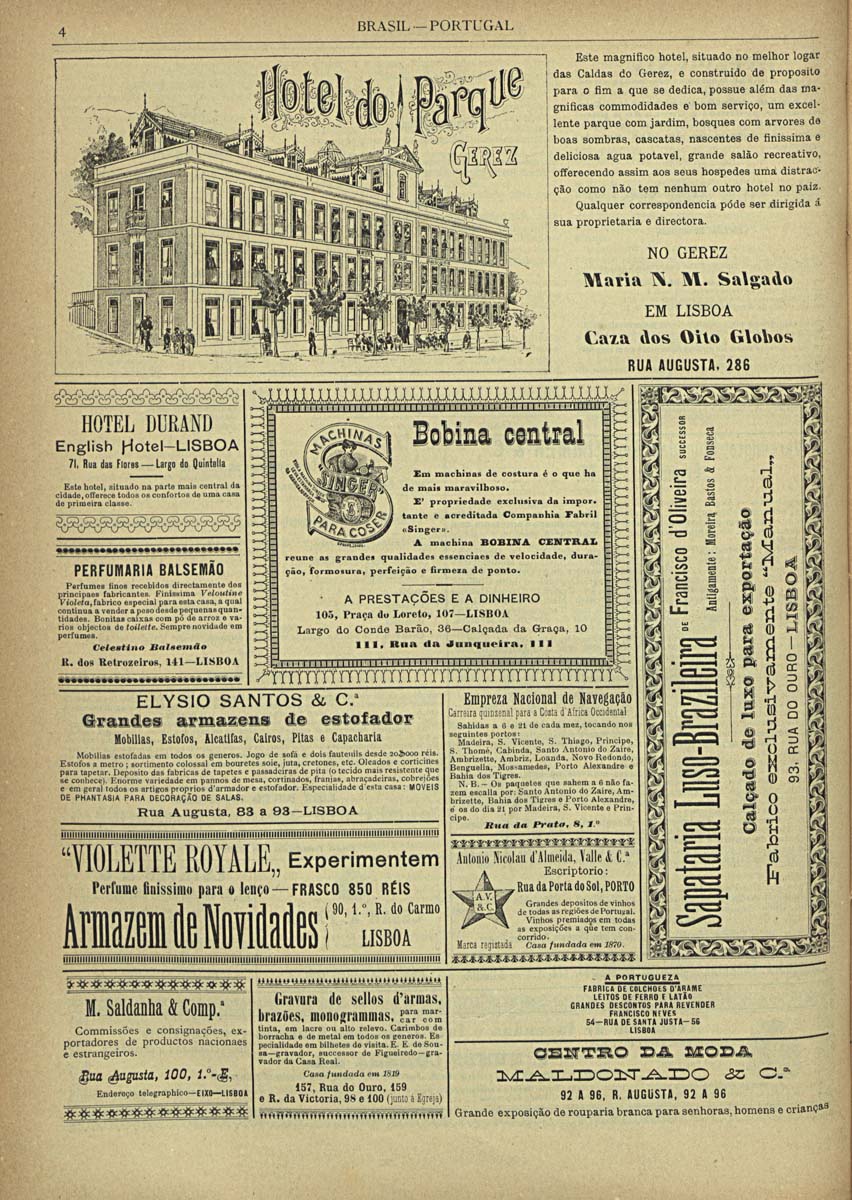 4
BRASIL — PORTUGAL
Hotel do Parque
GEREZ
Este magnifico hotel, situado no melhor logar
das Caldas do Gerez, e construido de proposito
para o fim a que se dedica, possue além das ma-
gnificas commodidades e bom serviço, um excel-
lente parque com jardim, bosques com arvores de
boas sombras, cascatas, nascentes de finissima e
deliciosa agua potavel, grande salão recreativo,
offerecendo assim aos seus hospedes uma distrac-
ção como não tem nenhum outro hotel no paiz.
Qualquer correspondencia póde ser dirigida á
sua proprietaria e directora.
NO GEREZ
Maria N. M. Salgado
EM LISBOA
Caza dos Oito Globos
RUA AUGUSTA, 286
HOTEL DURAND
English Hotel—LISBOA
71, Rua das Flores — Largo do Quintella
Este hotel, situado na parte mais central da
cidade, offerece todos os confortos de uma casa
de primeira classe.
PERFUMARIA BALSEMÃO
Perfumes finos recebidos directamente dos
principaes fabricantes. Finissima Veloutine
Violeta, fabrico especial para esta casa, a qual
continua a vender a peso desde pequenas quan-
tidades. Bonitas caixas com pó de arroz e va-
rios objectos de toilette. Sempre novidade em
perfumes.
Celestino Balsemão
R. dos Retrozeiros, 141—LISBOA
MACHINAS
"SINGER"
PARA COSER
Bobina central
Em machinas de costura é o que ha
de mais maravilhoso.
E' propriedade exclusiva da impor-
tante e acreditada Companhia Fabril
«Singer».
A machina BOBINA CENTRAL
reune as grandes qualidades essenciaes de velocidade, dura-
ção, formosura, perfeição e firmeza de ponto.
A PRESTAÇÕES E A DINHEIRO
105, Praça do Loreto, 107—LISBOA
Largo do Conde Barão, 36—Calçada da Graça, 10
111, Rua da Junqueira, 111
Sapataria Luso-Brazileira DE Francisco d'Oliveira SUCCESSOR
Antigamente: Moreira, Bastos & Fonseca
Calçado de luxo para exportação
Fabrico exclusivamente "Manual„
93, RUA DO OURO—LISBOA
ELYSIO SANTOS & C.ª
Grandes armazens de estofador
Mobilias, Estofos, Alcatifas, Cairos, Pitas e Capacharia
Mobilias estofadas em todos os generos. Jogo de sofá e dois fauteuils desde 20$000 réis.
Estofos a metro; sortimento colossal em bouretes soie, juta, cretones, etc. Oleados e corticines
para tapetar. Deposito das fabricas de tapetes e passadeiras de pita (o tecido mais resistente que
se conhece). Enorme variedade em pannos de mesa, cortinados, franjas, abraçadeiras, cobrejões
e em geral todos os artigos proprios d'armador e estofador. Especialidade d'esta casa: MOVEIS
DE PHANTASIA PARA DECORAÇÃO DE SALAS.
Rua Augusta, 83 a 93—LISBOA
Empreza Nacional de Navegação
Carreira quinzenal para a Costa d'Africa Occidental
Sahidas a 6 e 21 de cada mez, tocando nos
seguintes portos:
Madeira, S. Vicente, S. Thiago, Principe,
S. Thomé, Cabinda, Santo Antonio do Zaire,
Ambrizette, Ambriz, Loanda, Novo Redondo,
Benguella, Mossamedes, Porto Alexandre e
Bahia dos Tigres.
N. B.—Os paquetes que sahem a 6 não fa-
zem escalla por: Santo Antonio do Zaire, Am-
brizette, Bahia dos Tigres e Porto Alexandre,
e os do dia 21 por Madeira, S. Vicente e Prin-
cipe.
Rua da Prata, 8, 1.º
"VIOLETTE ROYALE„ Experimentem
Perfume finissimo para o lenço — FRASCO 850 RÉIS
Armazem de Novidades
90, 1.º, R. do Carmo
LISBOA
Antonio Nicolau d'Almeida, Valle & C.ª
Escriptorio:
Rua da Porta do Sol, PORTO
A.V.
& C.
Marca registada
Grandes depositos de vinhos
de todas as regiões de Portugal.
Vinhos premiados em todas
as exposições a que tem con-
corrido.
Casa fundada em 1870.
M. Saldanha & Comp.ª
Commissões e consignações, ex-
portadores de productos nacionaes
e estrangeiros.
Rua Augusta, 100, 1.º-E,
Endereço telegraphico—EIXO—LISBOA
Gravura de sellos d'armas,
brazões, monogrammas, para mar-
car com
tinta, em lacre ou alto relevo. Carimbos de
borracha e de metal em todos os generos. Es-
pecialidade em bilhetes de visita. E. E. de Sou-
sa—gravador, successor de Figueiredo—gra-
vador da Casa Real.
Casa fundada em 1819
157, Rua do Ouro, 159
e R. da Victoria, 98 e 100 (junto á Egreja)
A PORTUGUEZA
FABRICA DE COLCHÕES D'ARAME
LEITOS DE FERRO E LATÃO
GRANDES DESCONTOS PARA REVENDER
FRANCISCO NEVES
54—RUA DE SANTA JUSTA—56
LISBOA
CENTRO DA MODA
MALDONADO & C.ª
92 A 96, R. AUGUSTA, 92 A 96
Grande exposição de rouparia branca para senhoras, homens e crianças